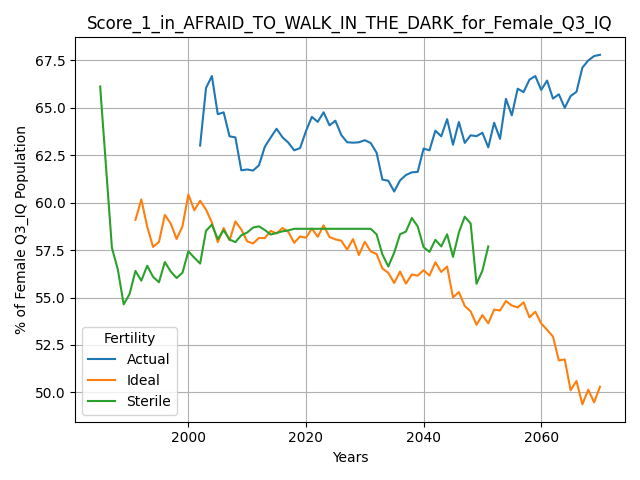 Score_1_in_AFRAID_TO_WALK_IN_THE_DARK_for_Female_Q3_IQ
% of Female Q3_IQ Population
67.5
65.0
62.5
60.0
57.5
55.0
52.5
50.0
Fertility
Actual
Ideal
Sterile
2000 2020 2040 2060
Years